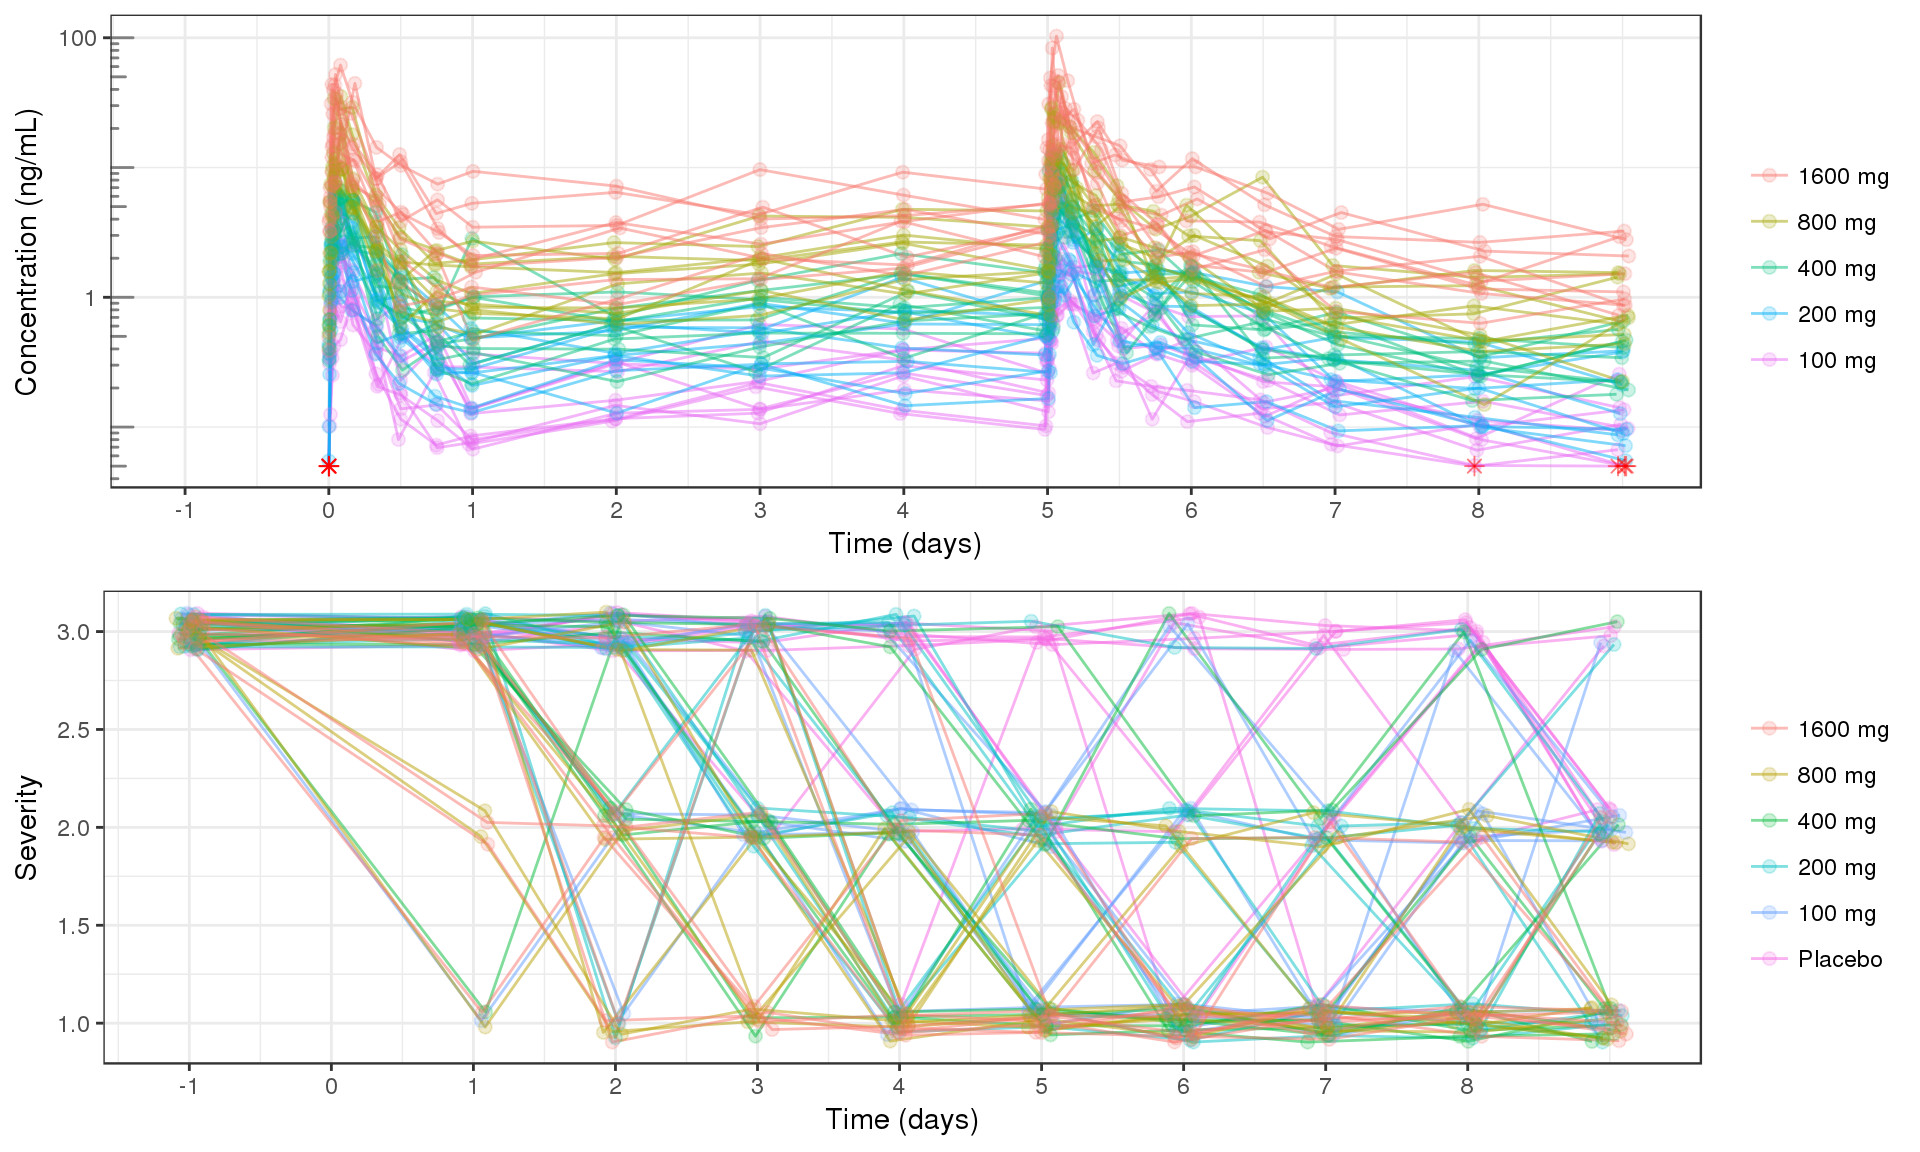 100
1
Concentration (ng/mL)
-1 0 1 2 3 4 5 6 7 8
Time (days)
1600 mg
800 mg
400 mg
200 mg
100 mg
3.0
2.5
2.0
1.5
1.0
Severity
-1 0 1 2 3 4 5 6 7 8
Time (days)
1600 mg
800 mg
400 mg
200 mg
100 mg
Placebo